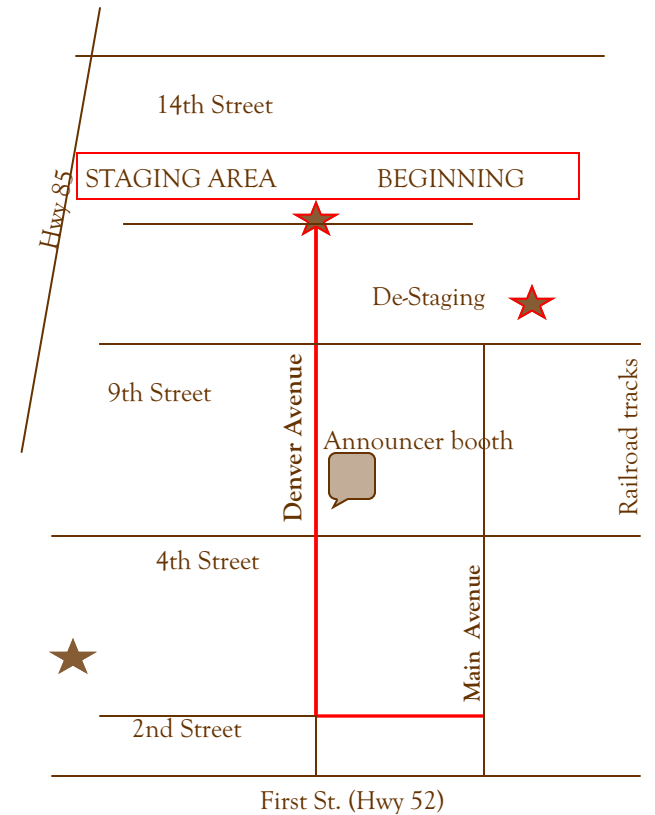 14th Street
Hwy 85
STAGING AREA BEGINNING
De-Staging
9th Street
Denver Avenue
Railroad tracks
Announcer booth
4th Street
Main Avenue
2nd Street
First St. (Hwy 52)